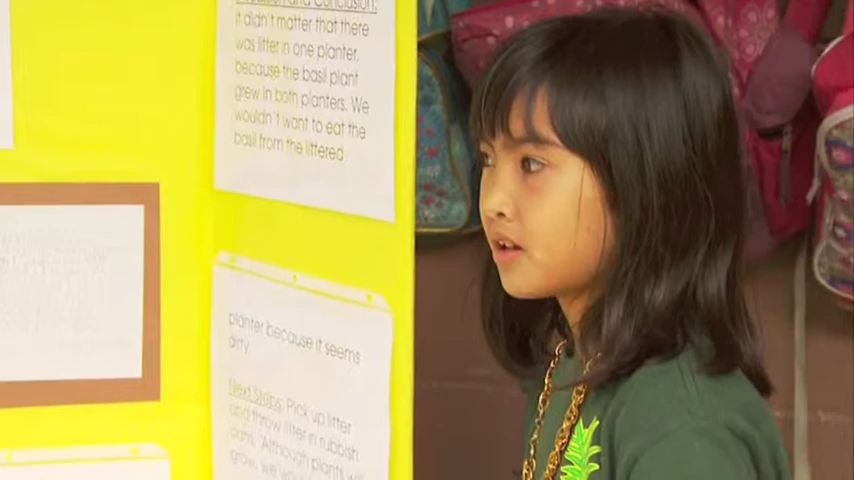 Decision and Conclusion:
It didn't matter that there
was litter in one planter,
because the basil plant
grew in both planters. We
wouldn't want to eat the
basil from the littered
planter because it seems
dirty
Next Steps: Pick up litter
and throw litter in rubbish
cans. Although plants will
grow, we would